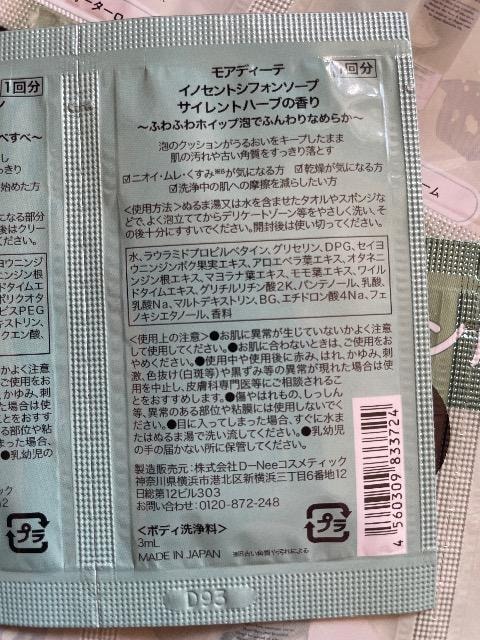 モアディーテ
1回分
イノセントシフォンソープ
サイレントハーブの香り
～ふわふわホイップ泡でふんわりなめらか～
泡のクッションがうるおいをキープしたまま
肌の汚れや古い角質をすっきり落とす
☑ニオイ・ムレ・くすみ※が気になる方 ☑乾燥が気になる方
☑洗浄中の肌への摩擦を減らしたい方
<使用方法>ぬるま湯又は水を含ませたタオルやスポンジな
どで、よく泡立ててからデリケートゾーン等をやさしく洗い、そ
の後十分にすすいでください。開封後は使い切ってください。
水、ラウラミドプロピルベタイン、グリセリン、DPG、セイヨ
ウニンジンボク果実エキス、アロエベラ葉エキス、オタネニ
ンジン根エキス、マヨラナ葉エキス、モモ葉エキス、ワイル
ドタイムエキス、グリチルリチン酸2K、パンテノール、乳酸、
乳酸Na、マルトデキストリン、BG、エチドロン酸4Na、フェ
ノキシエタノール、香料
<使用上の注意>●お肌に異常が生じていないかよく注意
して使用してください。●お肌に合わないときは、ご使用をお
やめください。●使用中や使用後に赤み、はれ、かゆみ、刺
激、色抜け(白斑等)や黒ずみ等の異常が現れた場合は使
用を中止し、皮膚科専門医等にご相談されるこ
とをおすすめします。●傷やはれもの、しっしん
等、異常のある部位や粘膜には使用しないでく
ださい。●目に入ってしまった場合、すぐに水ま
たはぬるま湯で洗い流してください。●乳幼児
の手の届かない所に保管してください。
製造販売元:株式会社D-Neeコスメティック
神奈川県横浜市港北区新横浜三丁目6番地12
日総第12ビル303
お問い合わせ:0120-872-248
プラ
<ボディ洗浄料>
3mL
MADE IN JAPAN ※古い角質や汚れによる
4 560309 833724
D93
1回分
プラ